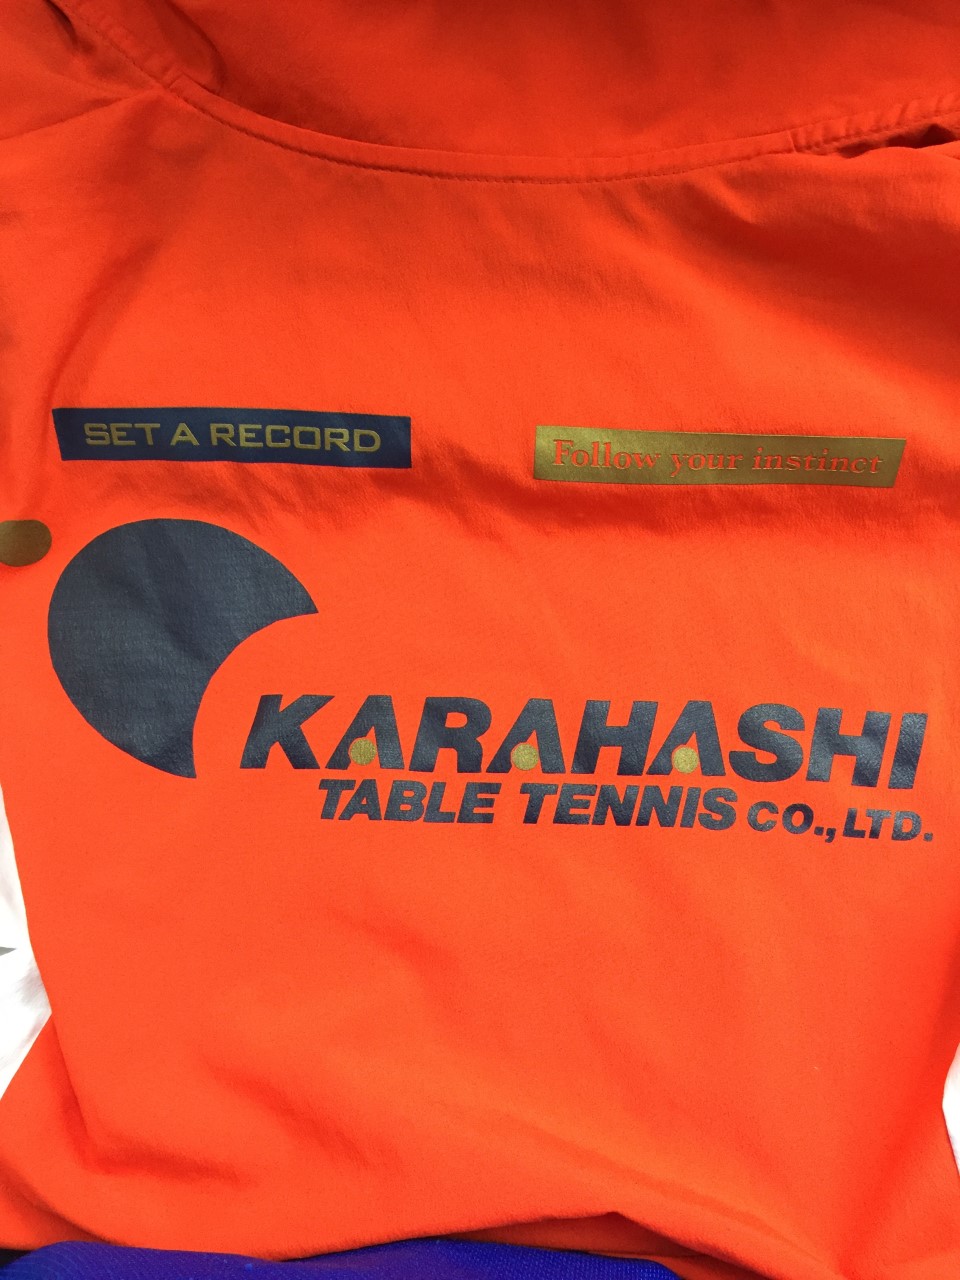 SET A RECORD
Follow your instinct
KARAHASHI
TABLE TENNIS CO., LTD.